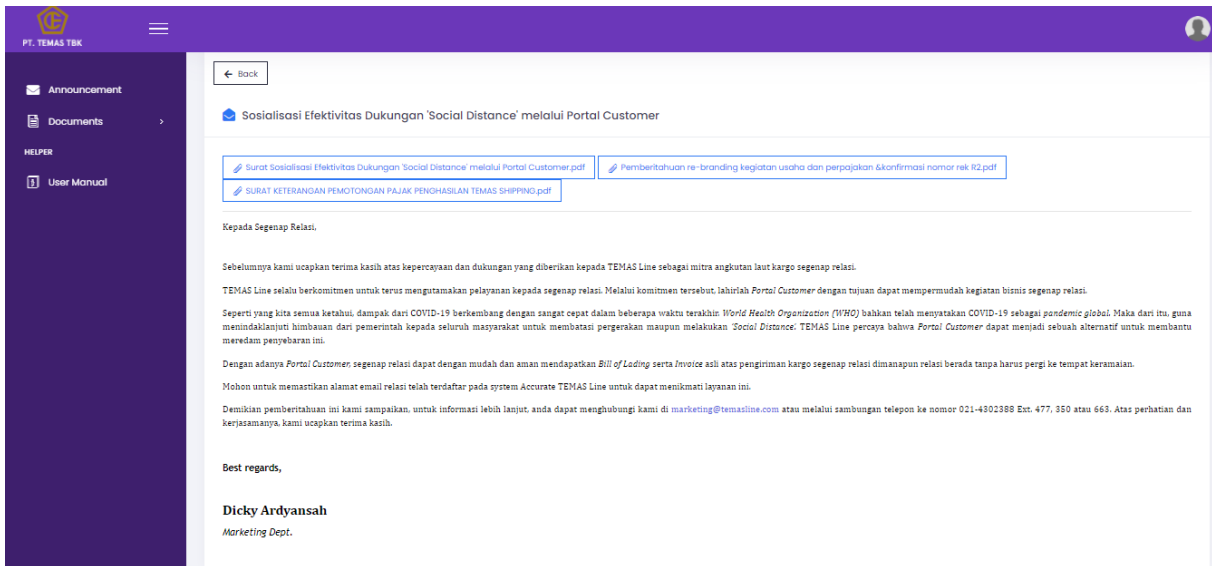 PT. TEMAS TBK
Announcement
Documents
HELPER
User Manual
Back
Sosialisasi Efektivitas Dukungan 'Social Distance' melalui Portal Customer
Surat Sosialisasi Efektivitas Dukungan 'Social Distance' melalui Portal Customer.pdf
Pemberitahuan re-branding kegiatan usaha dan perpajakan &konfirmasi nomor rek R2.pdf
SURAT KETERANGAN PEMOTONGAN PAJAK PENGHASILAN TEMAS SHIPPING.pdf
Kepada Segenap Relasi,
Sebelumnya kami ucapkan terima kasih atas kepercayaan dan dukungan yang diberikan kepada TEMAS Line sebagai mitra angkutan laut kargo segenap relasi.
TEMAS Line selalu berkomitmen untuk terus mengutamakan pelayanan kepada segenap relasi. Melalui komitmen tersebut, lahirlah Portal Customer dengan tujuan dapat mempermudah kegiatan bisnis segenap relasi.
Seperti yang kita semua ketahui, dampak dari COVID-19 berkembang dengan sangat cepat dalam beberapa waktu terakhir. World Health Organization (WHO) bahkan telah menyatakan COVID-19 sebagai pandemic global. Maka dari itu, guna
menindaklanjuti himbauan dari pemerintah kepada seluruh masyarakat untuk membatasi pergerakan maupun melakukan 'Social Distance'. TEMAS Line percaya bahwa Portal Customer dapat menjadi sebuah alternatif untuk membantu
meredam penyebaran ini.
Dengan adanya Portal Customer, segenap relasi dapat dengan mudah dan aman mendapatkan Bill of Lading serta Invoice asli atas pengiriman kargo segenap relasi dimanapun relasi berada tanpa harus pergi ke tempat keramaian.
Mohon untuk memastikan alamat email relasi telah terdaftar pada system Accurate TEMAS Line untuk dapat menikmati layanan ini.
Demikian pemberitahuan ini kami sampaikan, untuk informasi lebih lanjut, anda dapat menghubungi kami di marketing@temasline.com atau melalui sambungan telepon ke nomor 021-4302388 Ext. 477, 350 atau 663. Atas perhatian dan
kerjasamanya, kami ucapkan terima kasih.
Best regards,
Dicky Ardyansah
Marketing Dept.